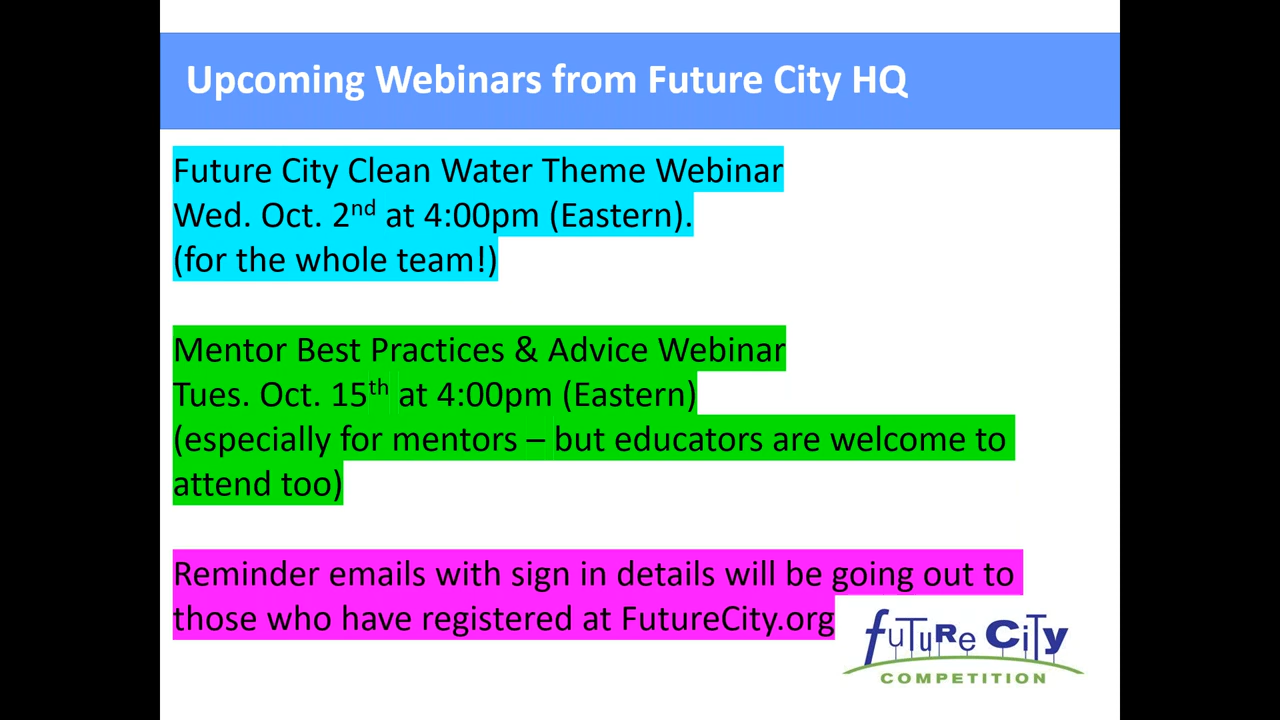 Upcoming Webinars from Future City HQ
Future City Clean Water Theme Webinar
Wed. Oct. 2nd at 4:00pm (Eastern).
(for the whole team!)
Mentor Best Practices & Advice Webinar
Tues. Oct. 15th at 4:00pm (Eastern)
(especially for mentors – but educators are welcome to
attend too)
Reminder emails with sign in details will be going out to
those who have registered at FutureCity.org
FuTuRe CiTy
COMPETITION